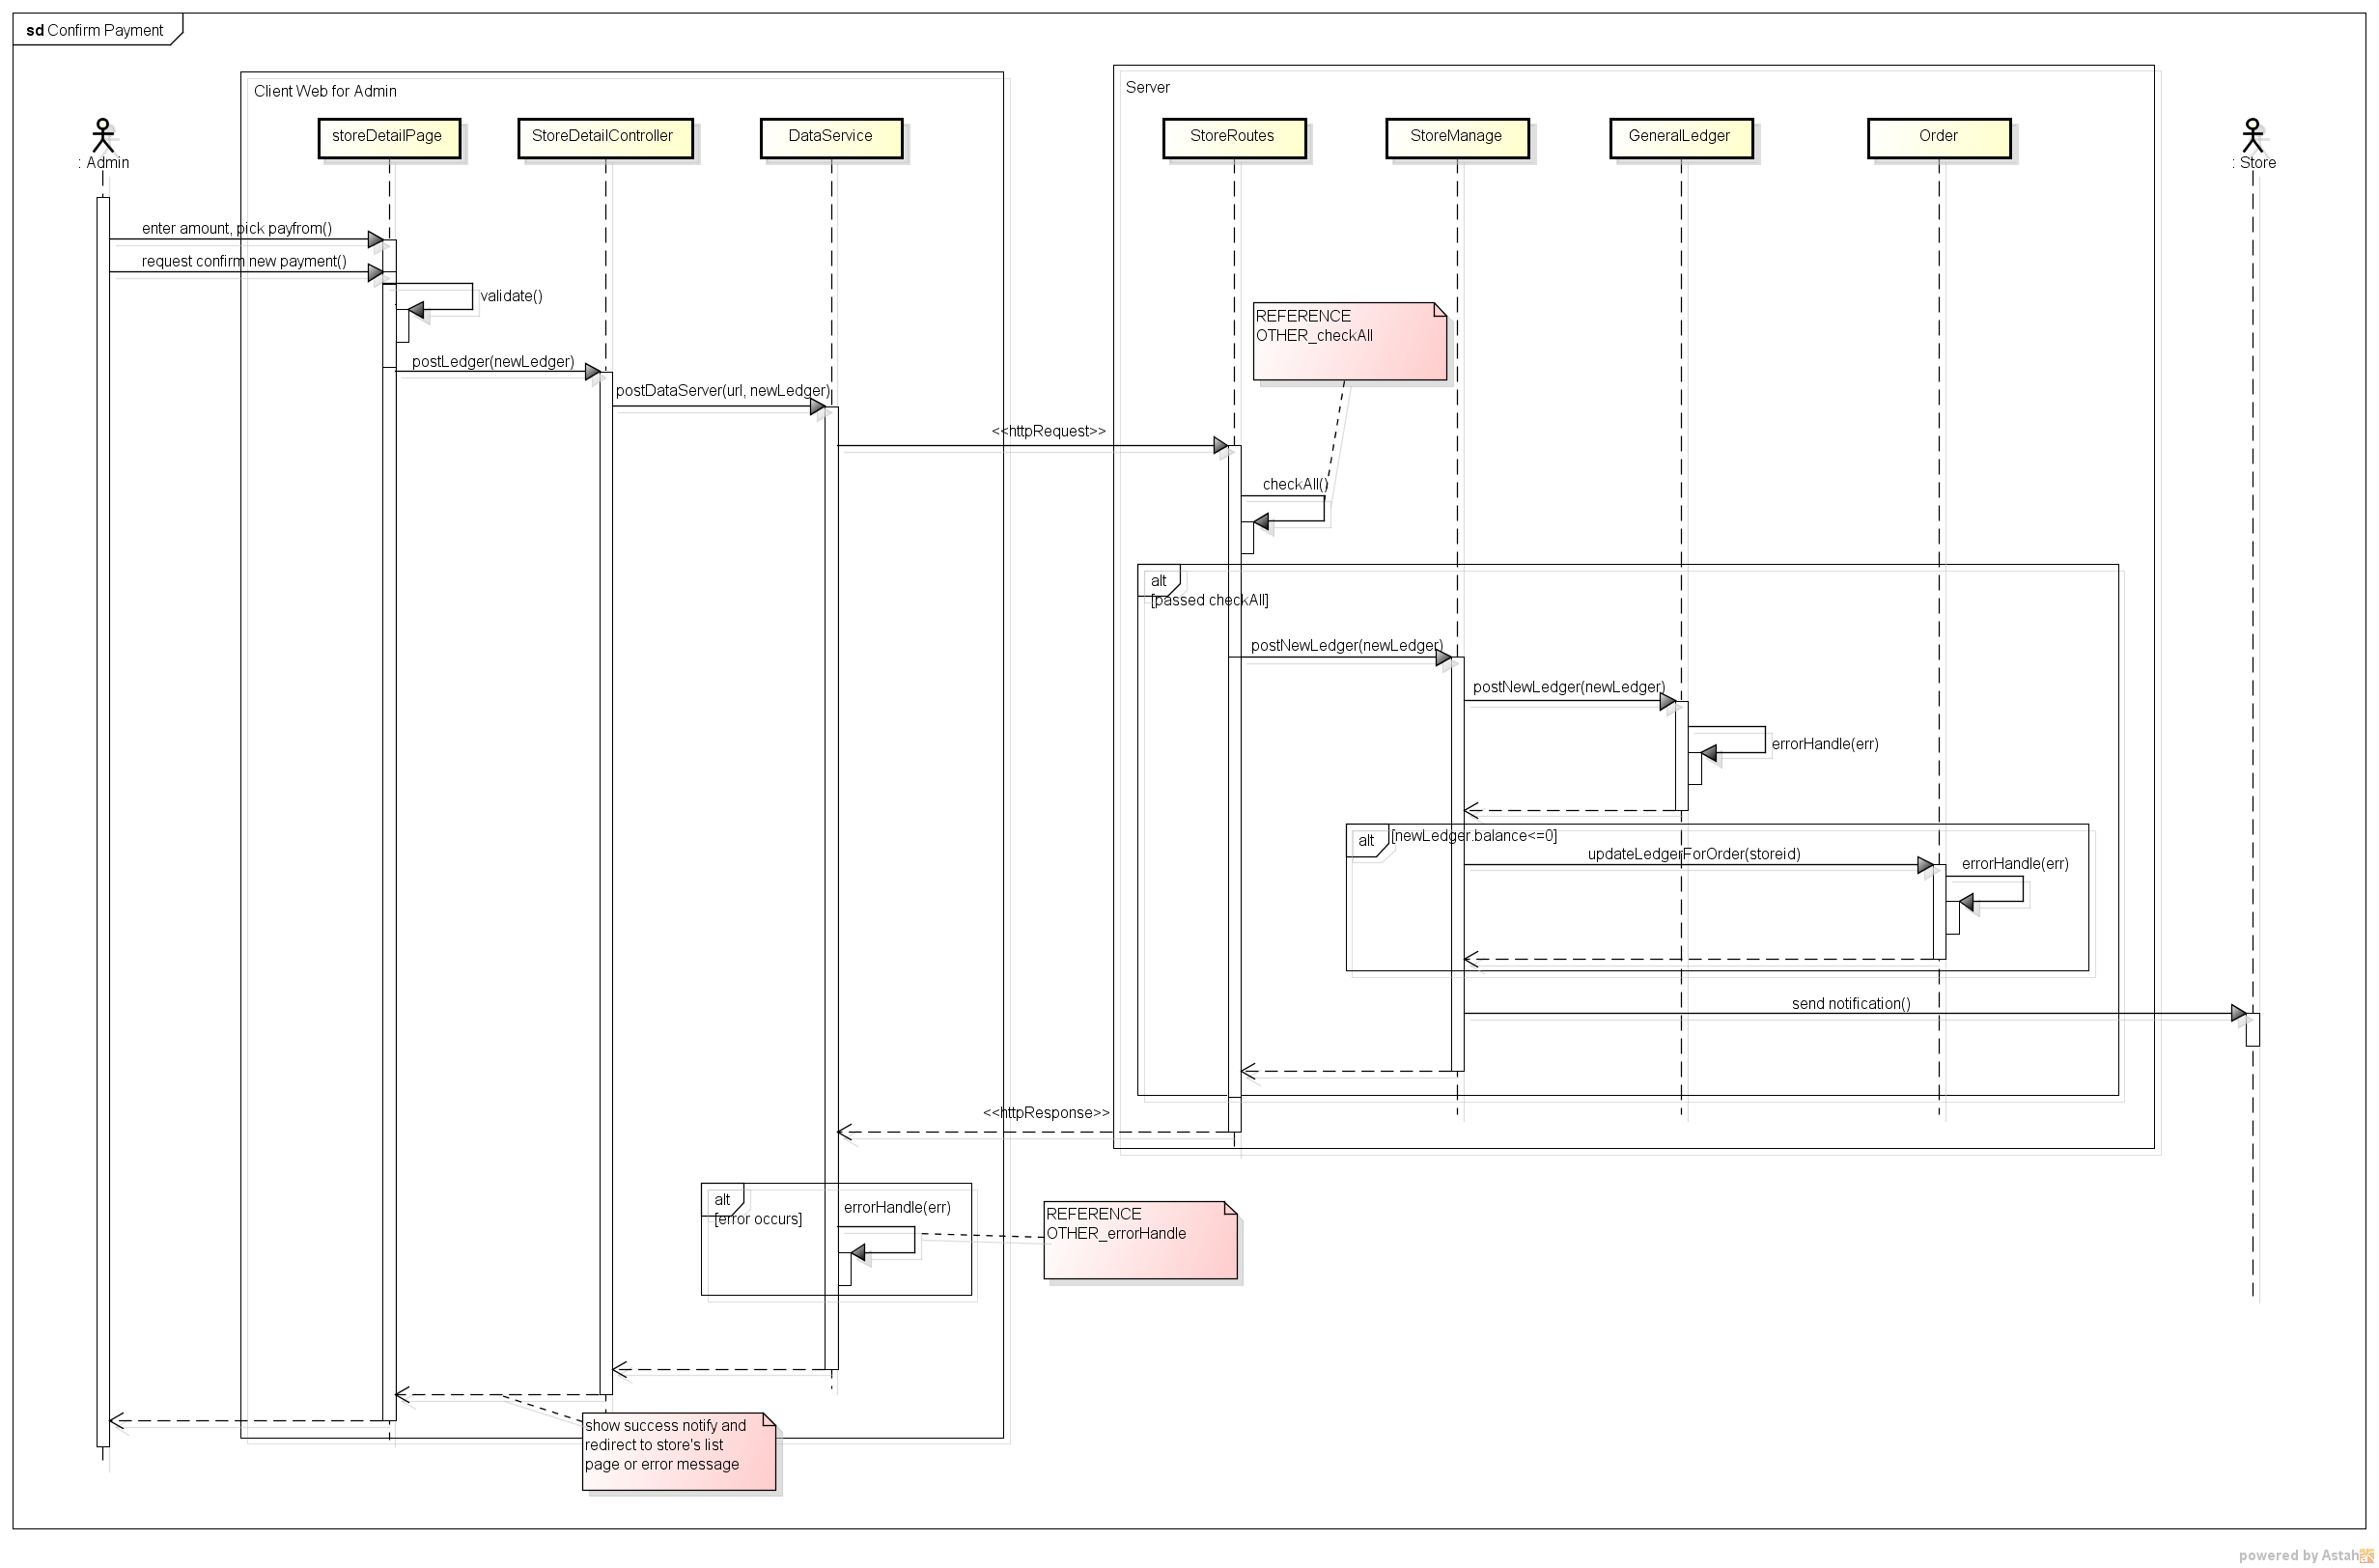 sd Confirm Payment
Client Web for Admin
Server
: Admin
storeDetailPage
StoreDetailController
DataService
StoreRoutes
StoreManage
GeneralLedger
Order
: Store
enter amount, pick payfrom()
request confirm new payment()
validate()
REFERENCE
OTHER_checkAll
postLedger(newLedger)
postDataServer(url, newLedger)
<<httpRequest>>
checkAll()
alt
[passed checkAll]
postNewLedger(newLedger)
postNewLedger(newLedger)
errorHandle(err)
alt
[newLedger.balance<=0]
updateLedgerForOrder(storeid)
errorHandle(err)
send notification()
<<httpResponse>>
alt
[error occurs]
errorHandle(err)
REFERENCE
OTHER_errorHandle
show success notify and
redirect to store's list
page or error message
powered by Astah